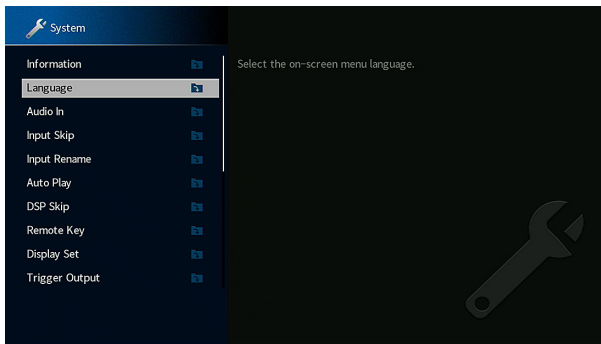 System
Information
Language
Audio In
Input Skip
Input Rename
Auto Play
DSP Skip
Remote Key
Display Set
Trigger Output
Select the on-screen menu language.